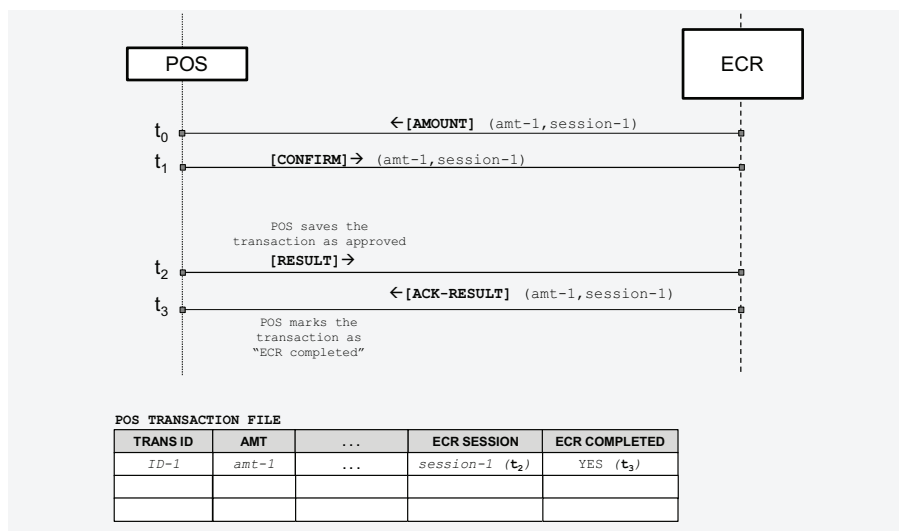 POS
ECR
t0 ←[AMOUNT] (amt-1,session-1)
t1 [CONFIRM]→ (amt-1,session-1)
POS saves the
transaction as approved
t2 [RESULT]→
t3 ←[ACK-RESULT] (amt-1,session-1)
POS marks the
transaction as
“ECR completed”
POS TRANSACTION FILE
TRANS ID AMT ... ECR SESSION ECR COMPLETED
ID-1 amt-1 ... session-1 (t2) YES (t3)